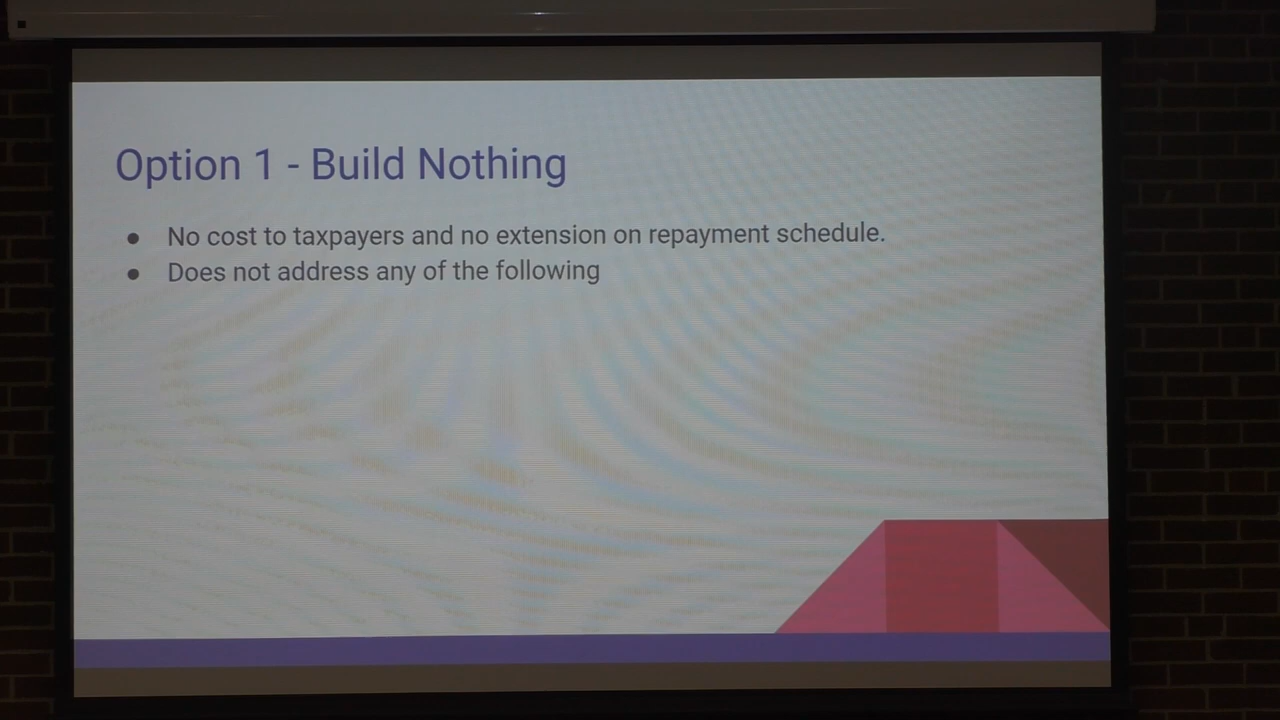 Option 1 - Build Nothing
● No cost to taxpayers and no extension on repayment schedule.
● Does not address any of the following